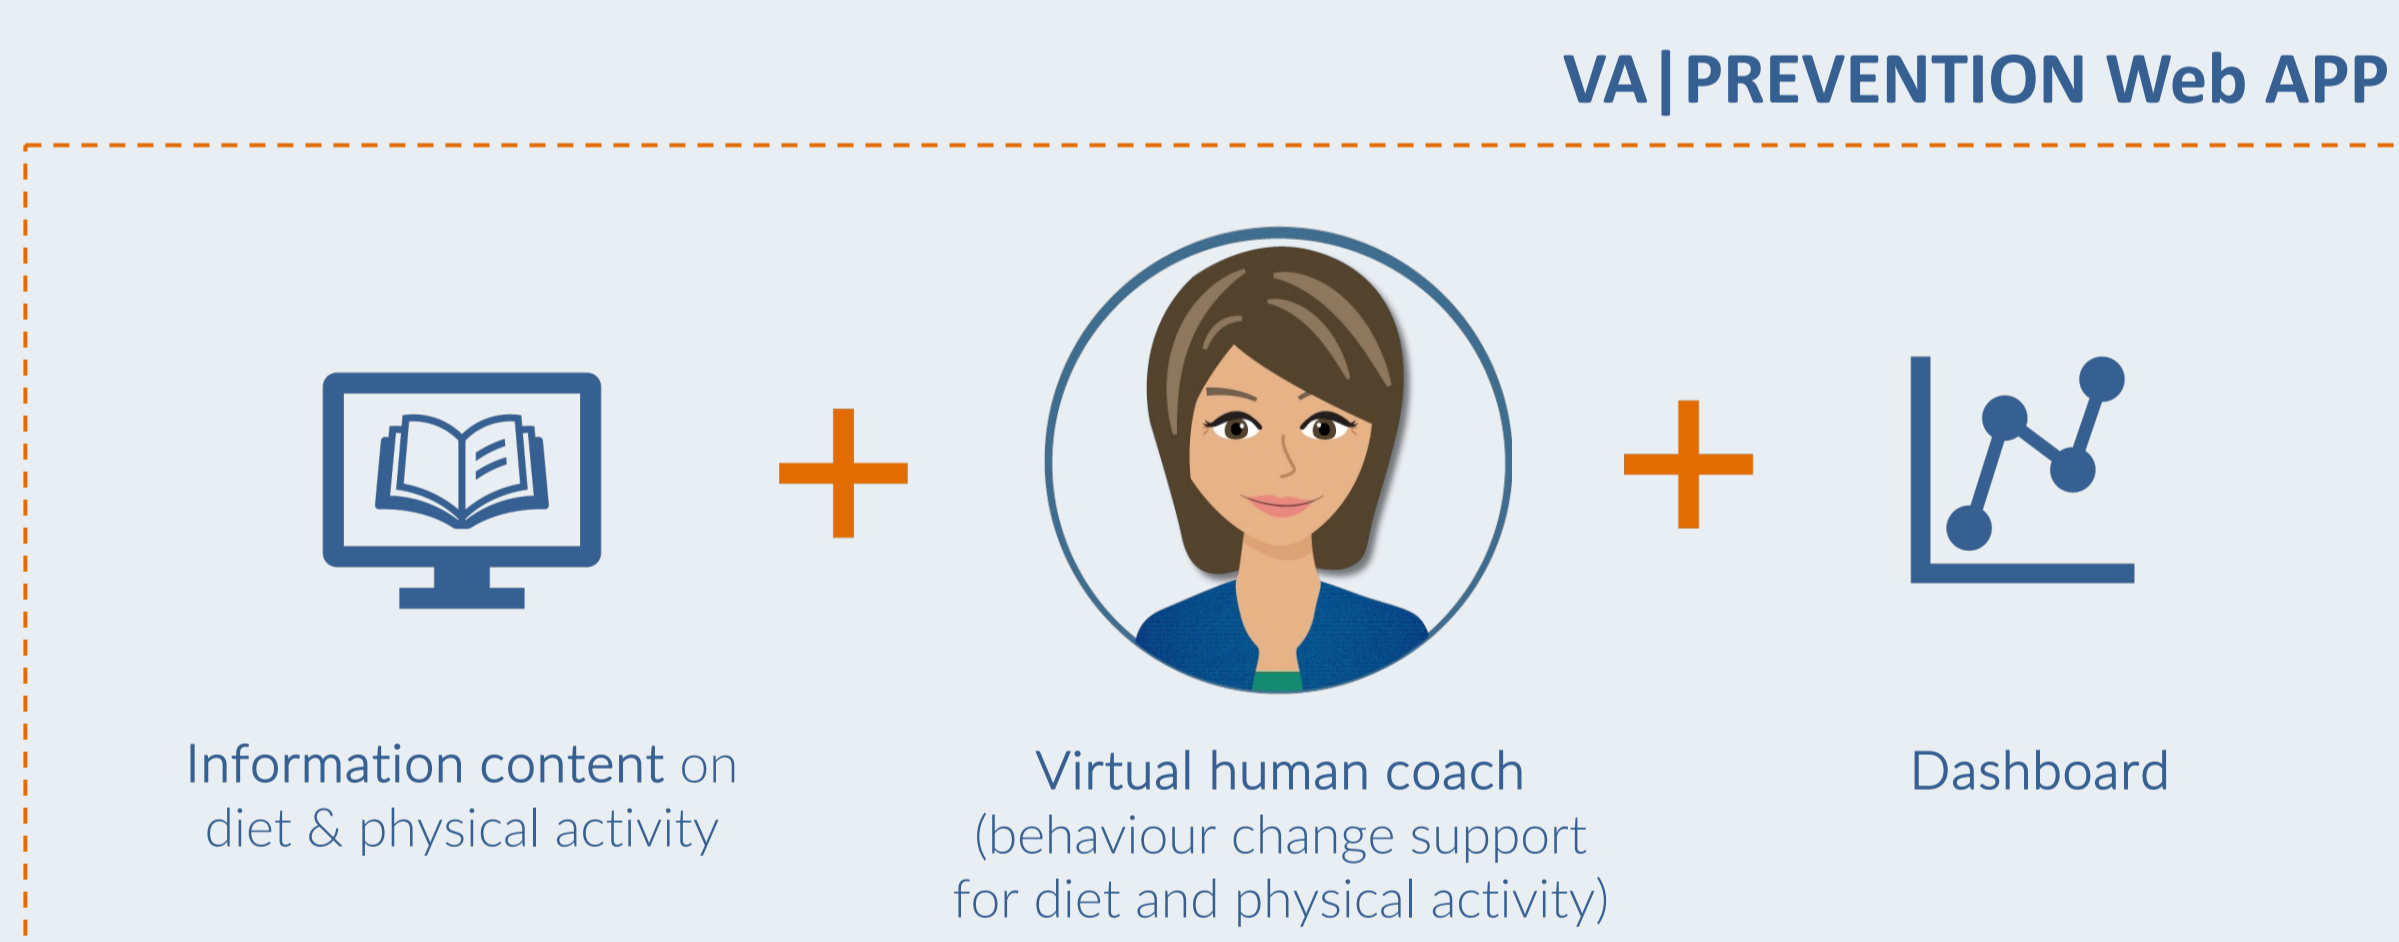 VA|PREVENTION Web APP
Information content on
diet & physical activity
Virtual human coach
(behaviour change support
for diet and physical activity)
Dashboard